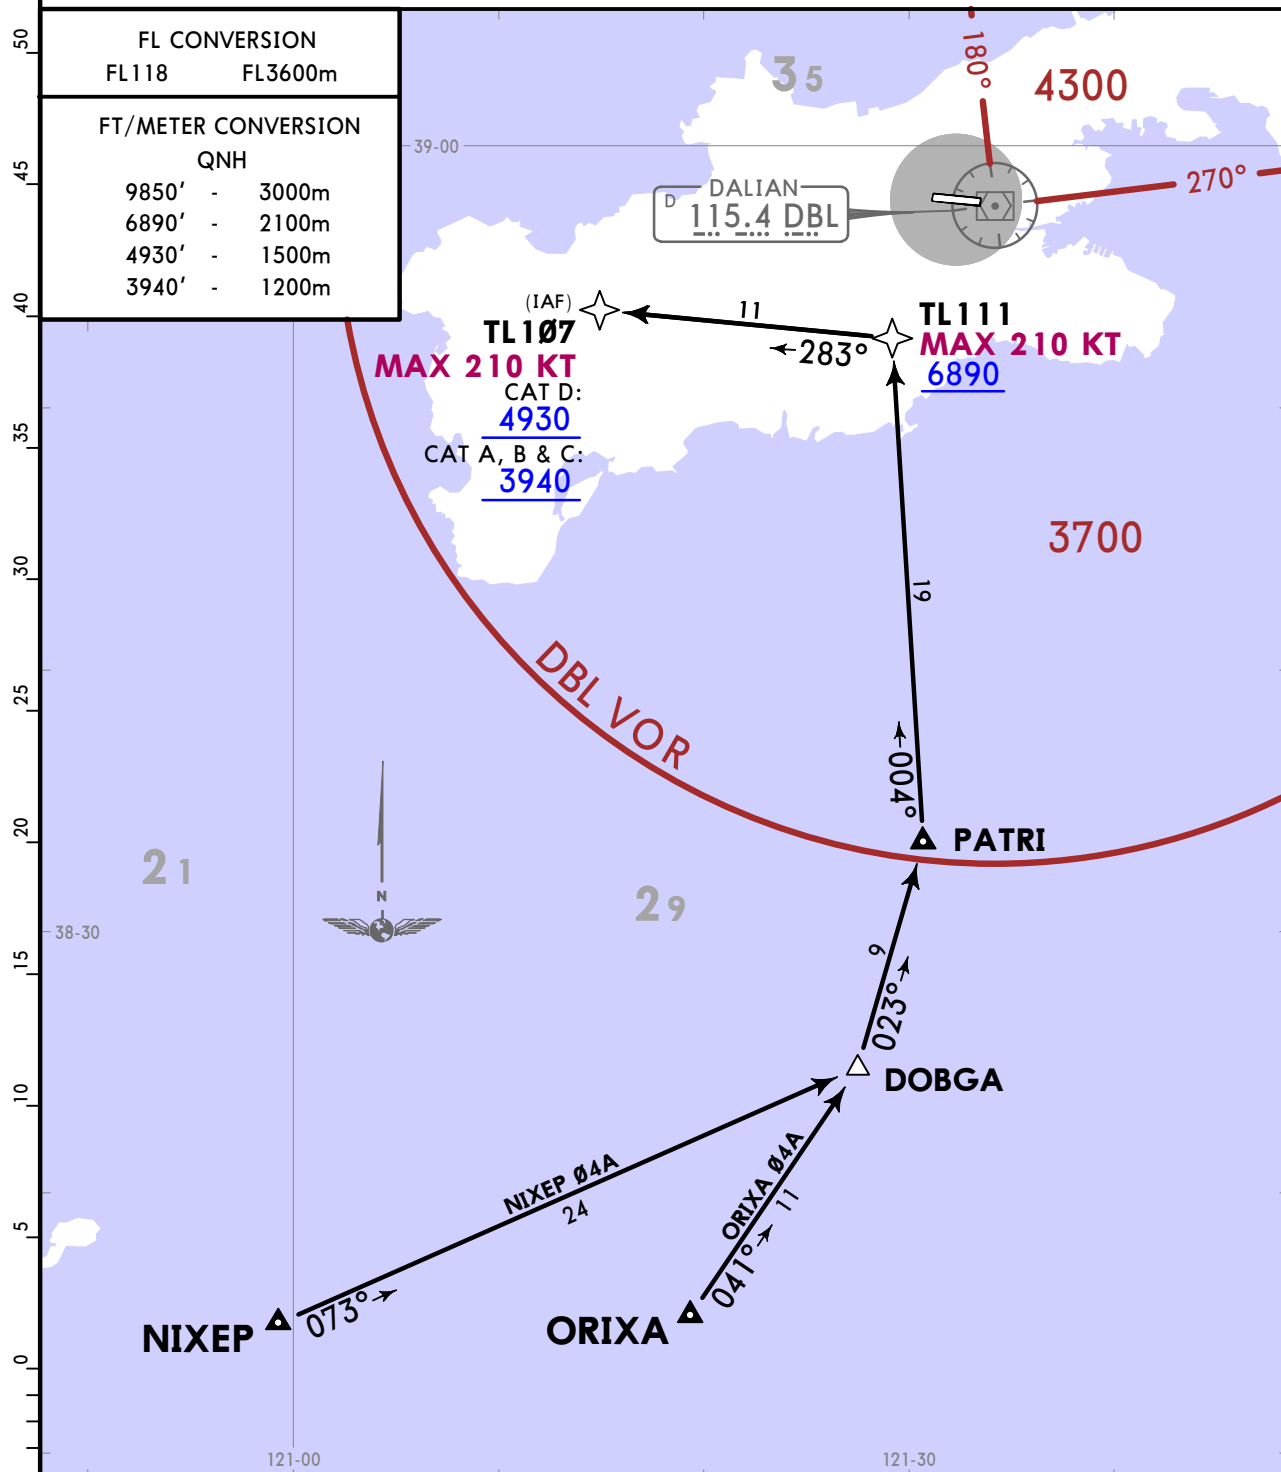 FL CONVERSION
FL118 FL3600m
FT/METER CONVERSION
QNH
9850' - 3000m
6890' - 2100m
4930' - 1500m
3940' - 1200m
50
45
40
35
30
25
20
15
10
5
0
39-00
35
180°
4300
270°
DALIAN
D 115.4 DBL
(IAF)
TL1Ø7
MAX 210 KT
CAT D:
4930
CAT A, B & C:
3940
11
283°
TL111
MAX 210 KT
6890
3700
19
DBL VOR
004°
PATRI
21
29
N
38-30
9
023°
DOBGA
NIXEP Ø4A
24
ORIXA Ø4A
11
041°
073°
NIXEP
ORIXA
121-00
121-30